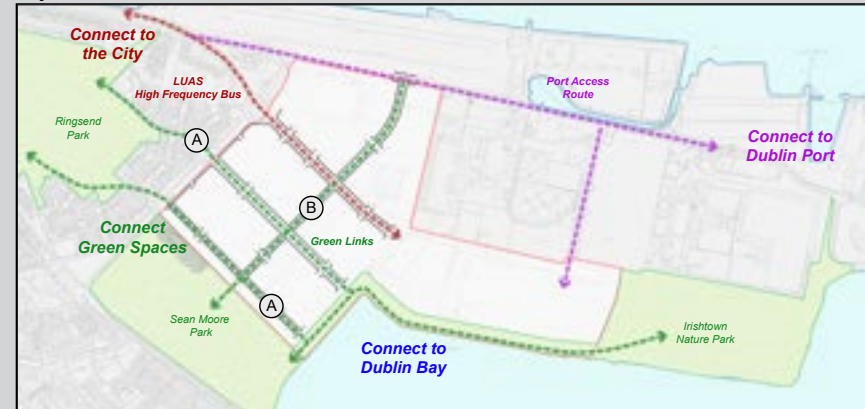 Connect to
the City
LUAS
High Frequency Bus
Port Access
Route
Ringsend
Park
A
Connect to
Dublin Port
B
Connect
Green Spaces
Green Links
A
Sean Moore
Park
Irishtown
Nature Park
Connect to
Dublin Bay